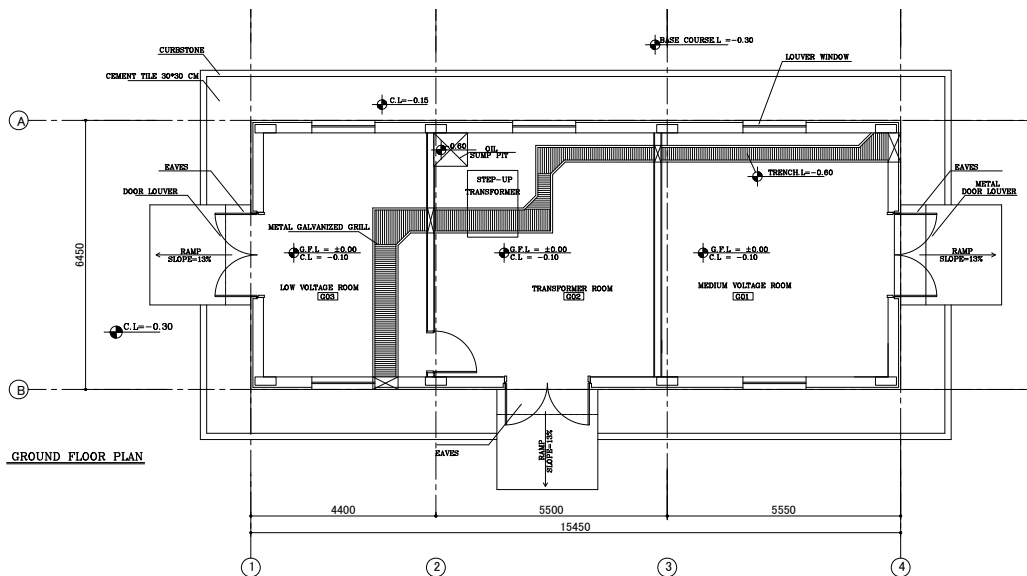 BASE COURSE.L =-0.30
CURBSTONE
LOUVER WINDOW
CEMENT TILE 30*30 CM
C.L=-0.15
A
-0.60
OIL
SUMP PIT
EAVES
STEP-UP
TRANSFORMER
TRENCH.L=-0.60
EAVES
METAL
DOOR LOUVER
DOOR LOUVER
METAL GALVANIZED GRILL
6450
RAMP
SLOPE=13%
G.F.L = ±0.00
C.L = -0.10
G.F.L = ±0.00
C.L = -0.10
G.F.L = ±0.00
C.L = -0.10
RAMP
SLOPE=13%
LOW VOLTAGE ROOM
G03
TRANSFORMER ROOM
G02
MEDIUM VOLTAGE ROOM
G01
C.L=-0.30
B
RAMP
SLOPE=13%
EAVES
GROUND FLOOR PLAN
4400
5500
5550
15450
1
2
3
4